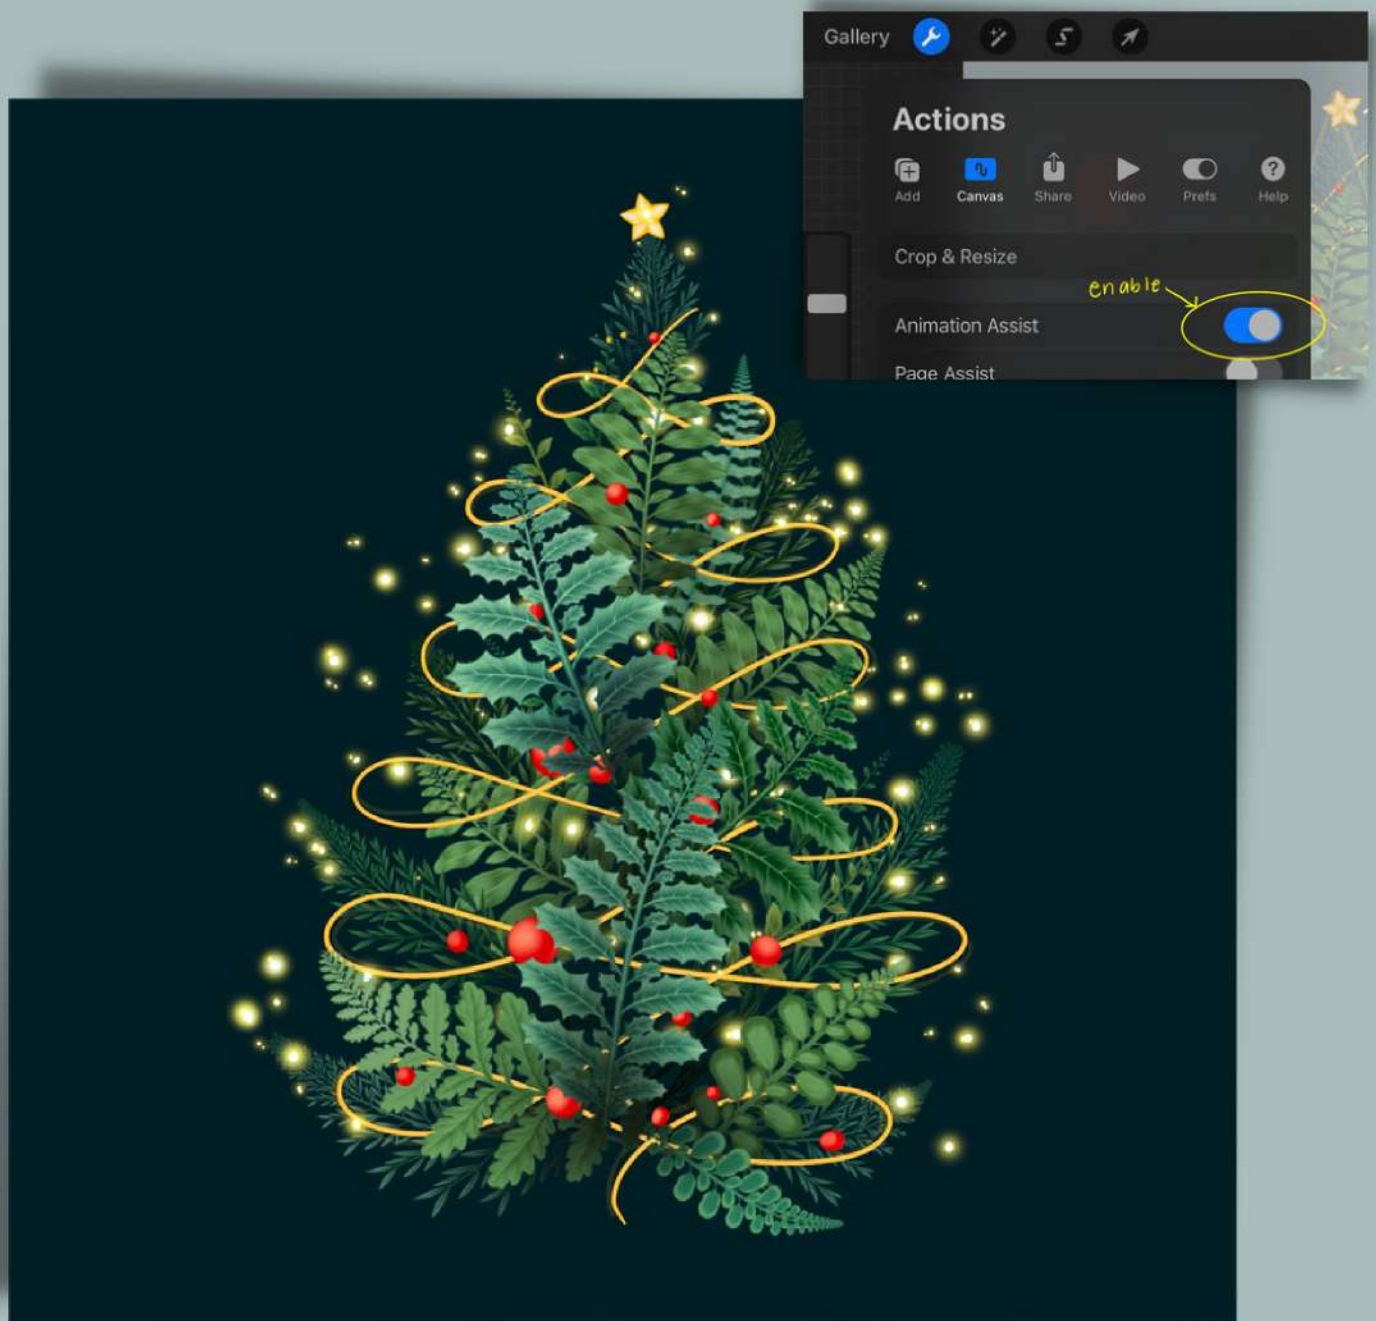 Gallery
Actions
Add Canvas Share Video Prefs Help
Crop & Resize
enable
Animation Assist
Page Assist